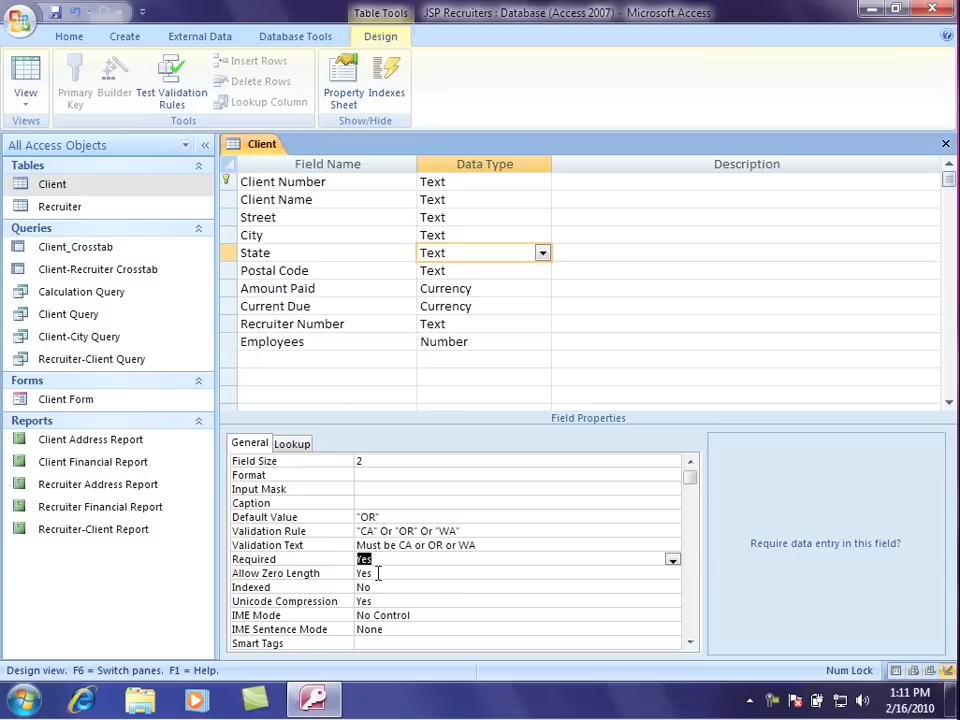 Table Tools
JSP Recruiters : Database (Access 2007) - Microsoft Access
Home
Create
External Data
Database Tools
Design
View
Primary Key
Builder
Test Validation Rules
Insert Rows
Delete Rows
Lookup Column
Property Sheet
Indexes
Views
Tools
Show/Hide
All Access Objects
Tables
Client
Recruiter
Queries
Client_Crosstab
Client-Recruiter Crosstab
Calculation Query
Client Query
Client-City Query
Recruiter-Client Query
Forms
Client Form
Reports
Client Address Report
Client Financial Report
Recruiter Address Report
Recruiter Financial Report
Recruiter-Client Report
Client
Field Name Data Type Description
Client Number Text
Client Name Text
Street Text
City Text
State Text
Postal Code Text
Amount Paid Currency
Current Due Currency
Recruiter Number Text
Employees Number
Field Properties
General Lookup
Field Size 2
Format
Input Mask
Caption
Default Value "OR"
Validation Rule "CA" Or "OR" Or "WA"
Validation Text Must be CA or OR or WA
Required Yes
Allow Zero Length Yes
Indexed No
Unicode Compression Yes
IME Mode No Control
IME Sentence Mode None
Smart Tags
Require data entry in this field?
Design view. F6 = Switch panes. F1 = Help.
Num Lock
1:11 PM
2/16/2010